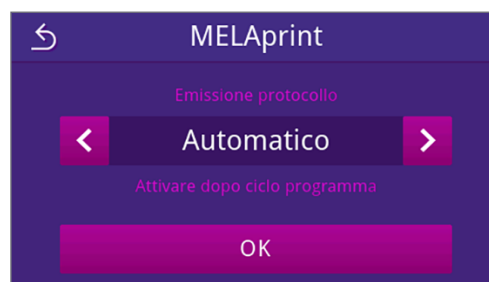 MELAprint
Emissione protocollo
Automatico
Attivare dopo ciclo programma
OK